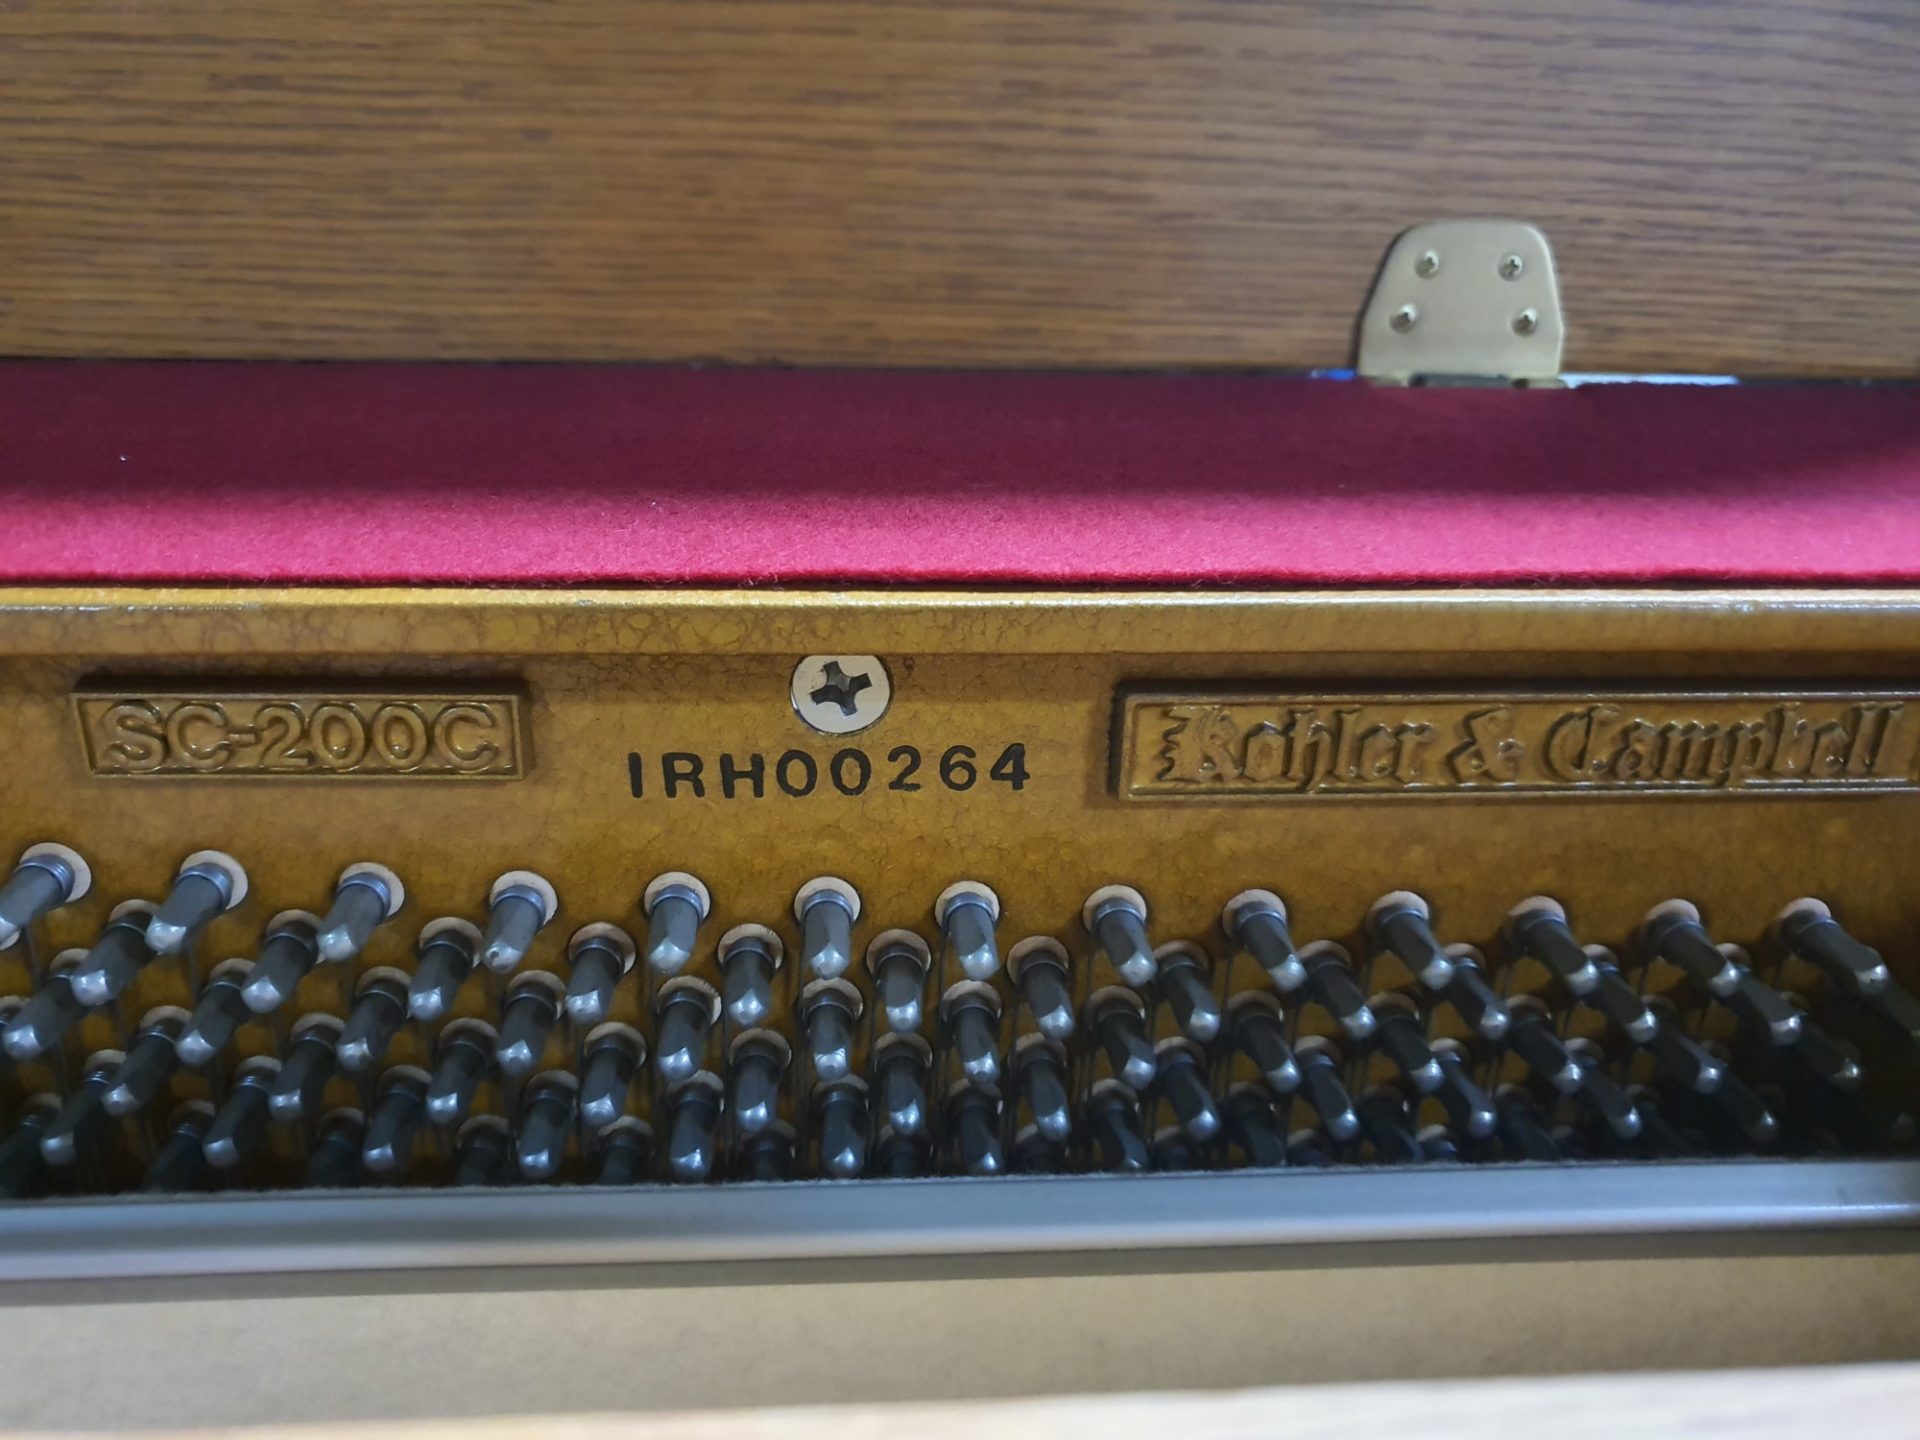 SC-200C
IRH00264
Kohler & Campbell